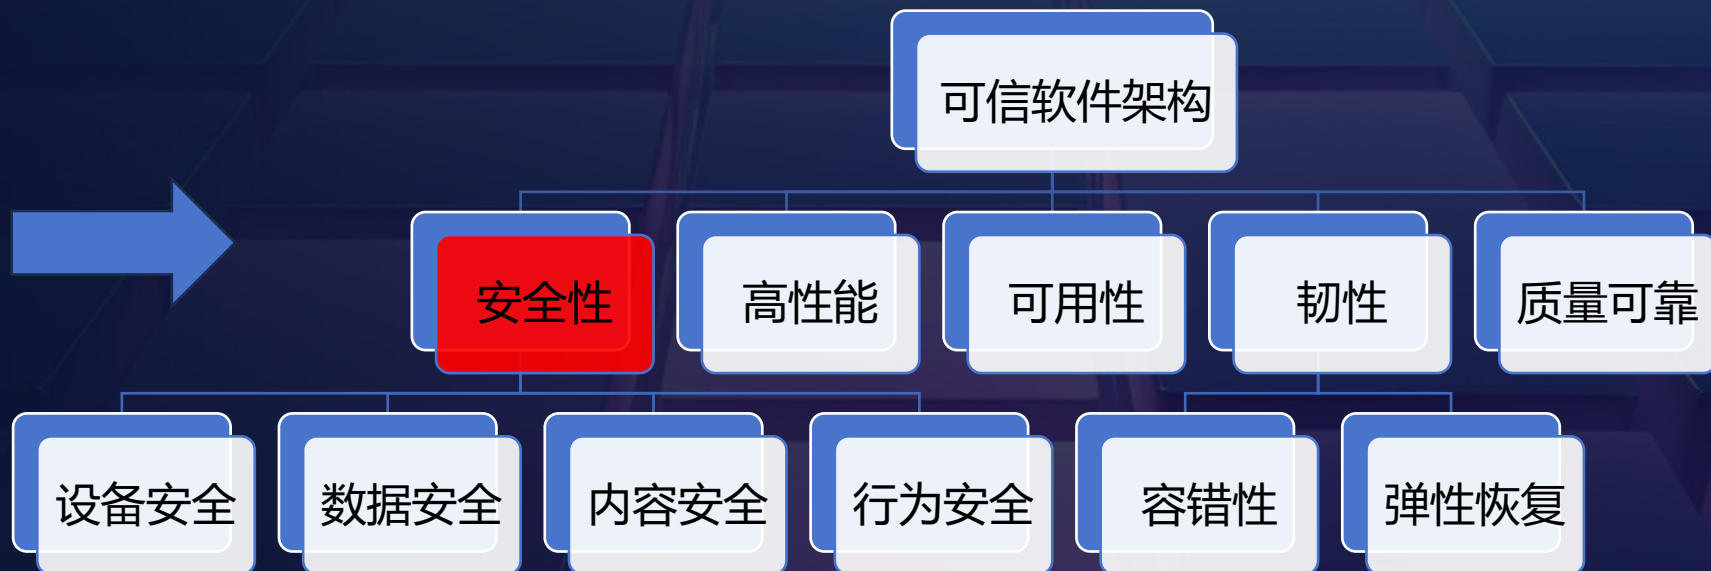 可信软件架构
安全性
高性能
可用性
韧性
质量可靠
设备安全
数据安全
内容安全
行为安全
容错性
弹性恢复